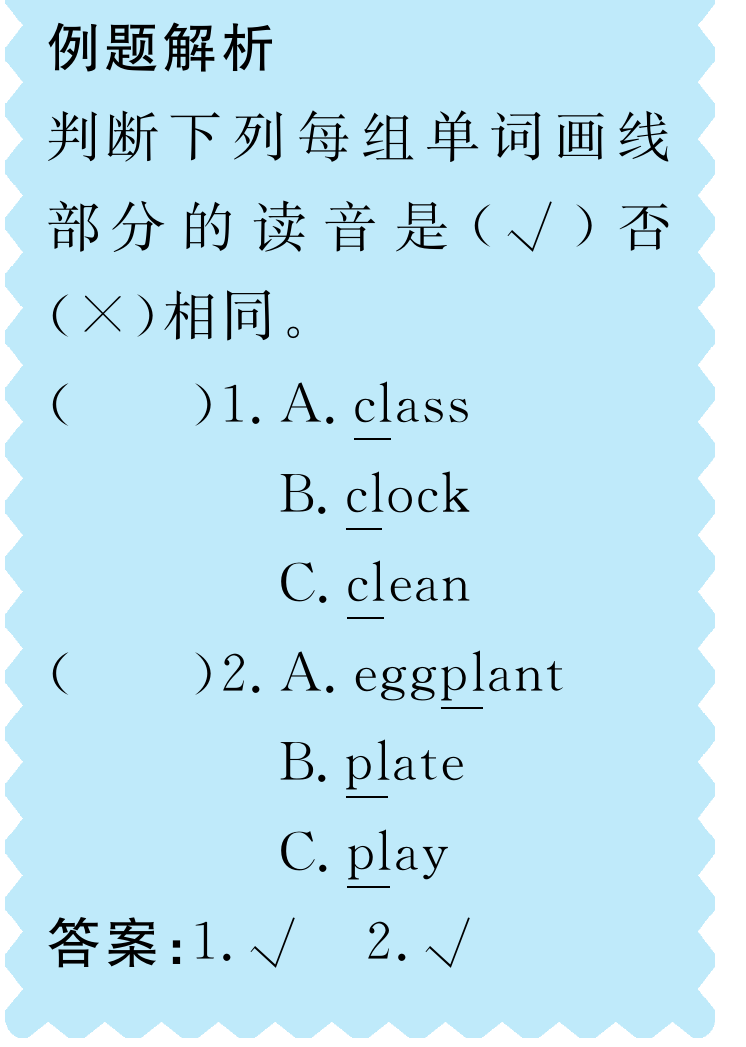 例题解析
判断下列每组单词画线
部分的读音是(√)否
(×)相同。
(　　)1. A. class
B. clock
C. clean
(　　)2. A. eggplant
B. plate
C. play
答案:1. √　2. √